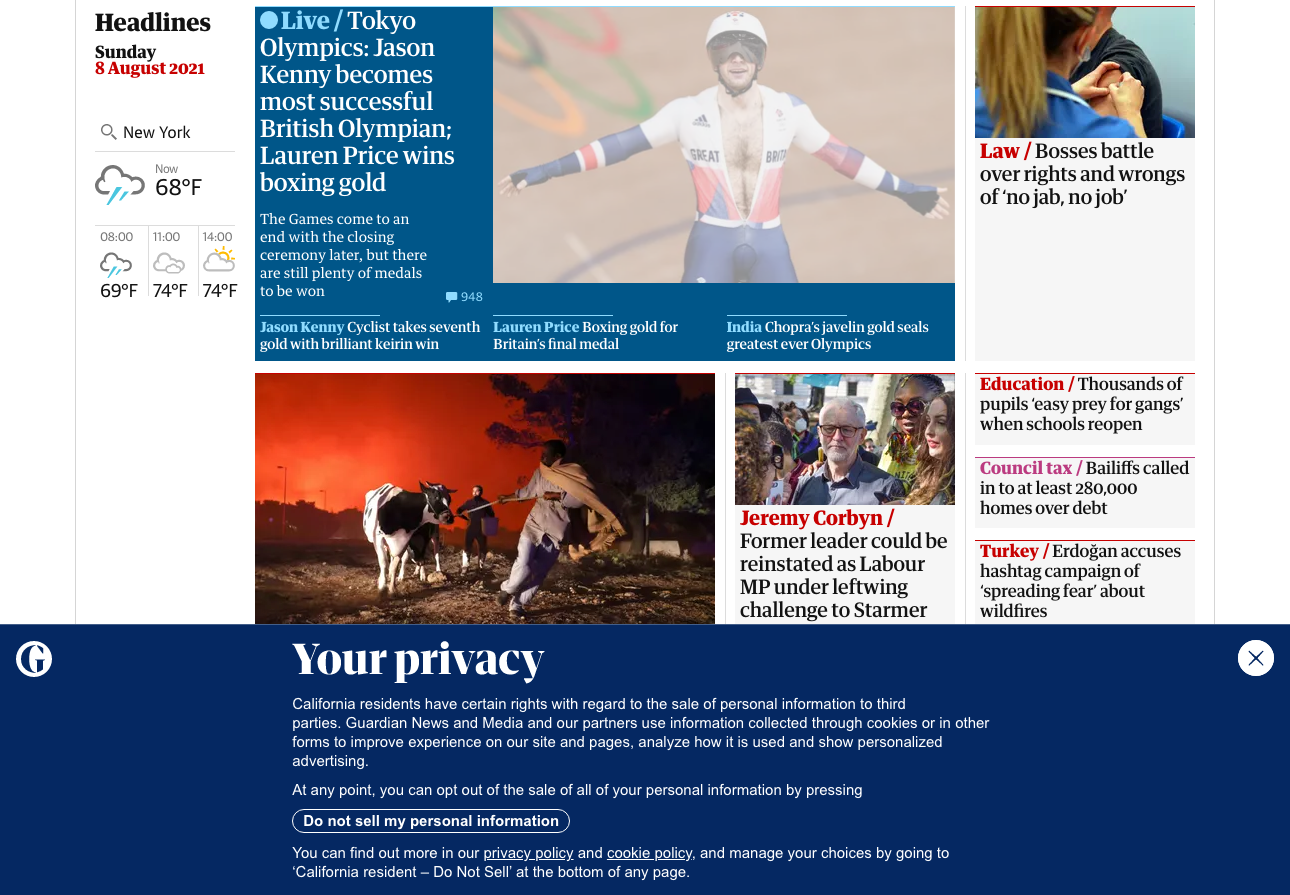 Headlines
Sunday
8 August 2021
New York
Now
68°F
08:00
11:00
14:00
69°F
74°F
74°F
Live / Tokyo
Olympics: Jason
Kenny becomes
most successful
British Olympian;
Lauren Price wins
boxing gold
The Games come to an
end with the closing
ceremony later, but there
are still plenty of medals
to be won
948
GREAT BRIT
Jason Kenny Cyclist takes seventh
gold with brilliant keirin win
Lauren Price Boxing gold for
Britain's final medal
India Chopra's javelin gold seals
greatest ever Olympics
Law / Bosses battle
over rights and wrongs
of ‘no jab, no job’
Jeremy Corbyn /
Former leader could be
reinstated as Labour
MP under leftwing
challenge to Starmer
Education / Thousands of
pupils ‘easy prey for gangs’
when schools reopen
Council tax / Bailiffs called
in to at least 280,000
homes over debt
Turkey / Erdoğan accuses
hashtag campaign of
‘spreading fear’ about
wildfires
G
Your privacy
California residents have certain rights with regard to the sale of personal information to third
parties. Guardian News and Media and our partners use information collected through cookies or in other
forms to improve experience on our site and pages, analyze how it is used and show personalized
advertising.
At any point, you can opt out of the sale of all of your personal information by pressing
Do not sell my personal information
You can find out more in our privacy policy and cookie policy, and manage your choices by going to
‘California resident – Do Not Sell’ at the bottom of any page.